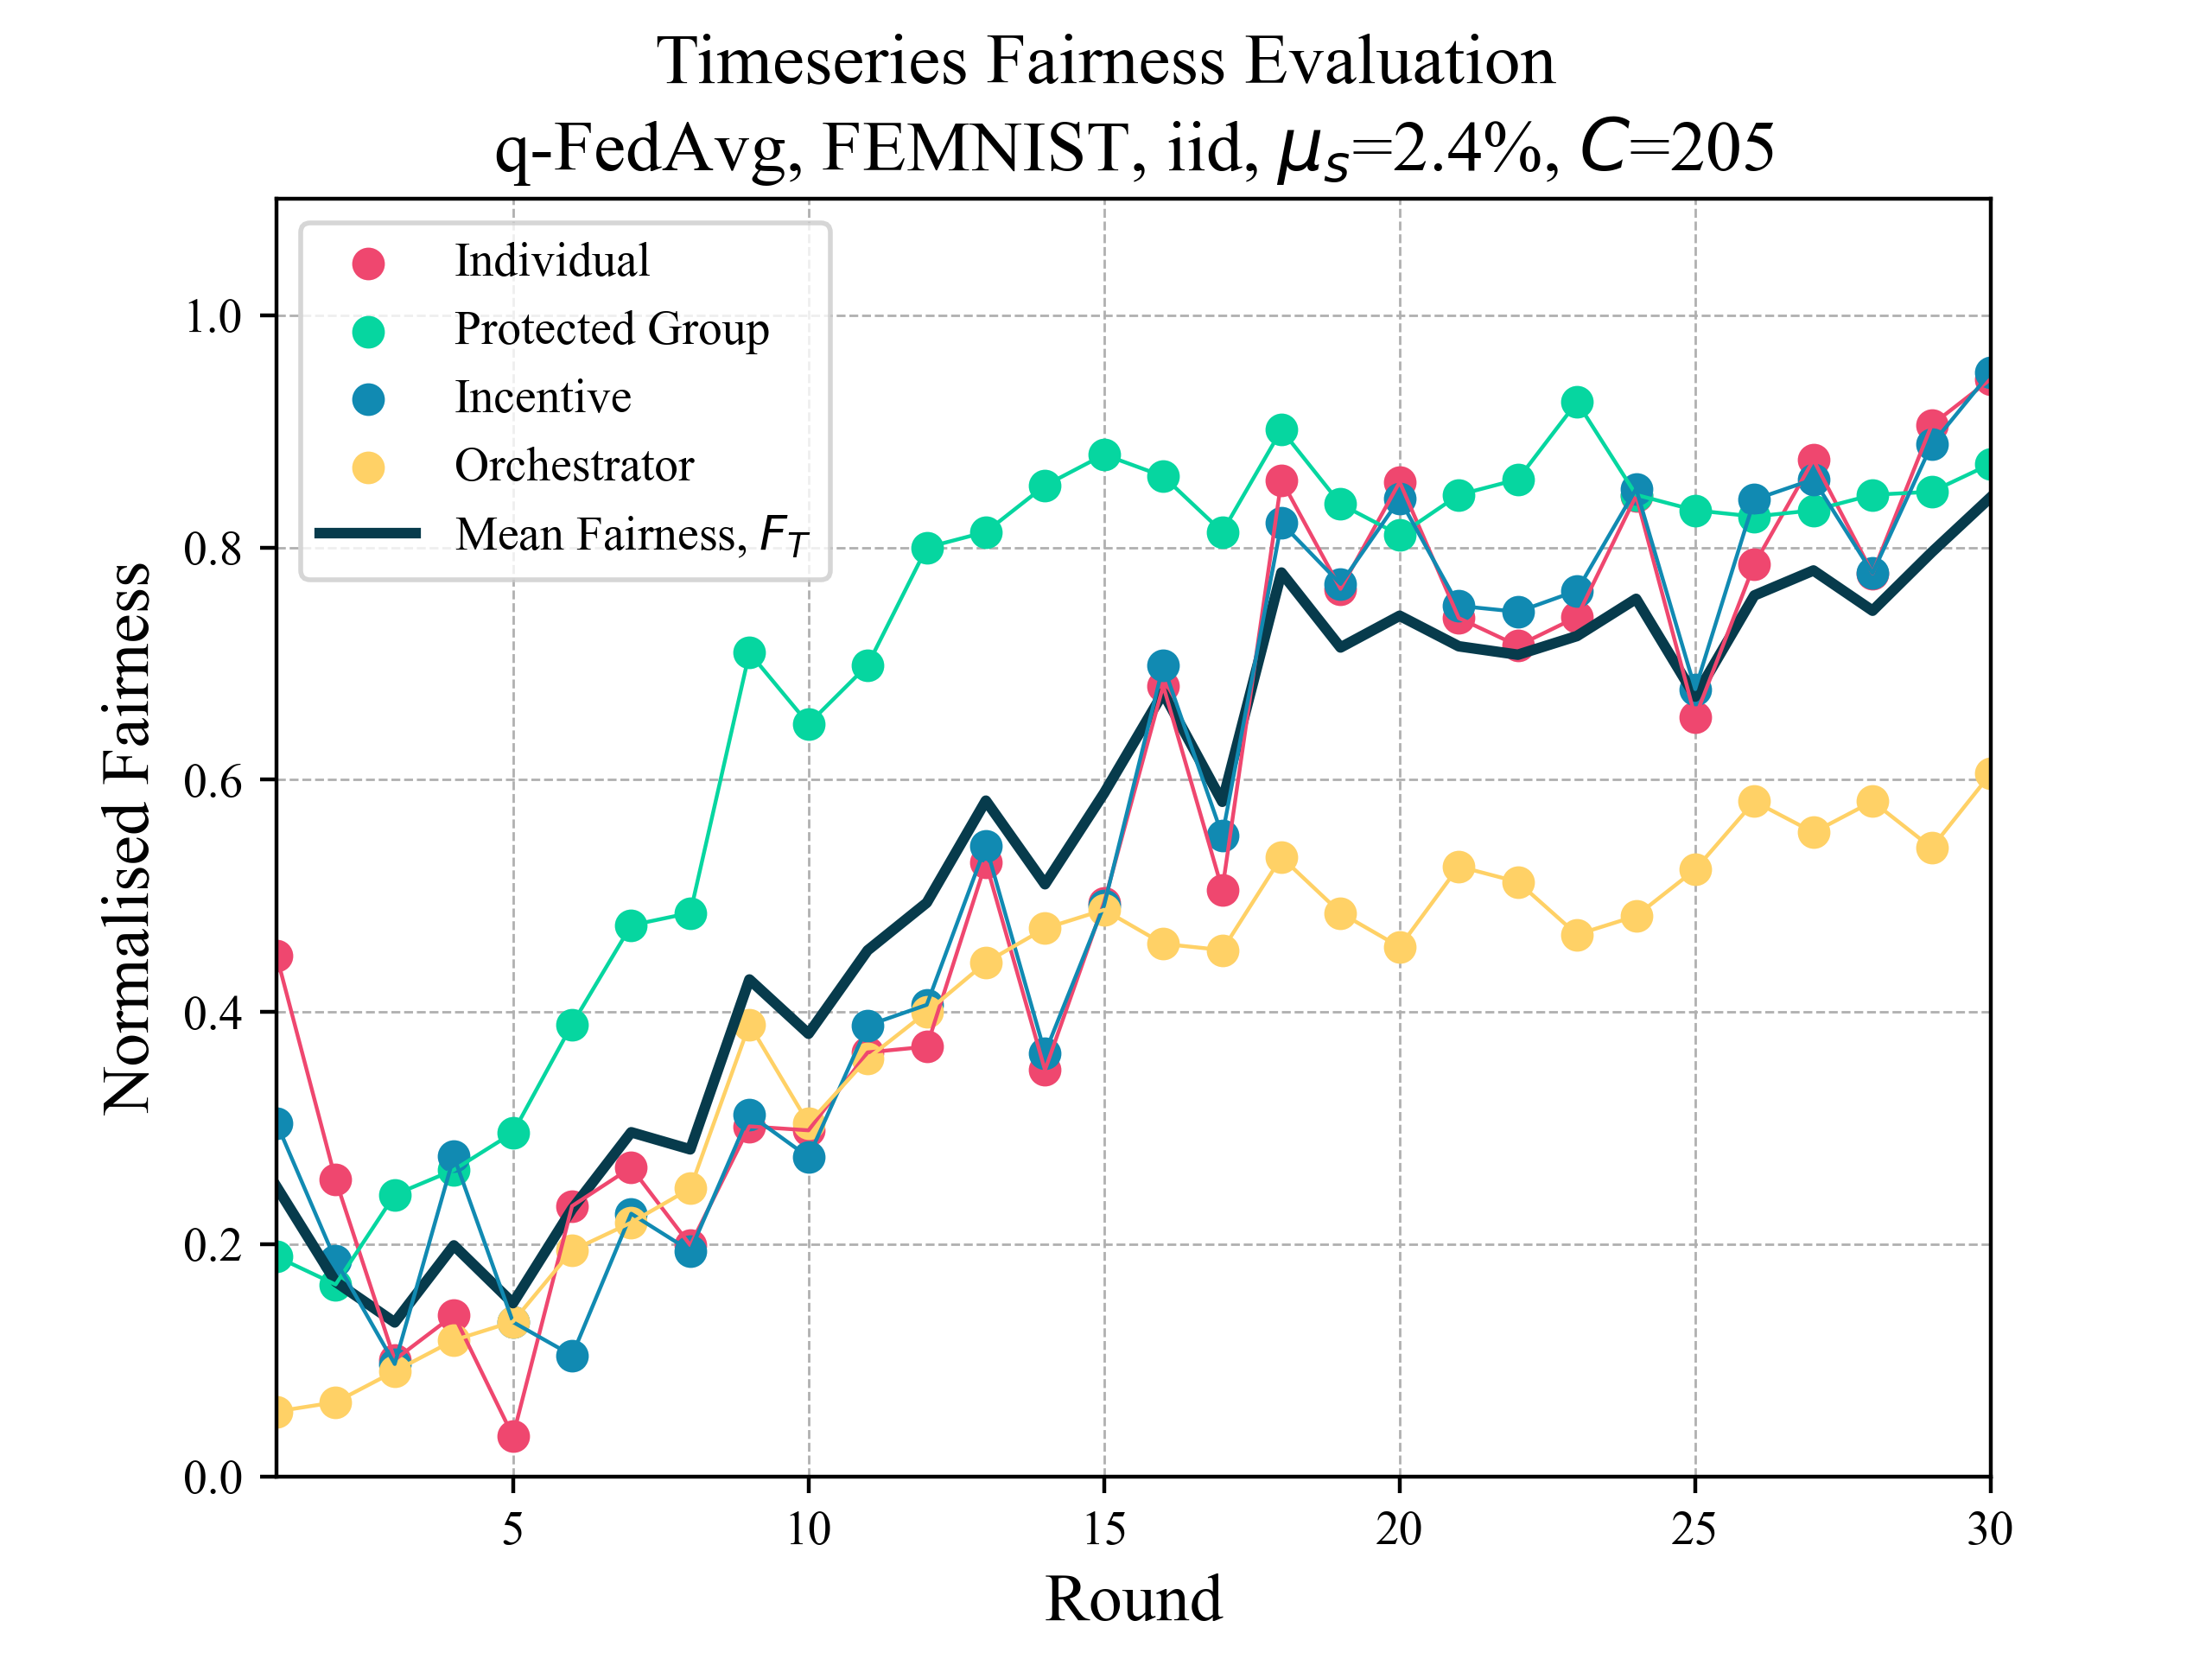 Timeseries Fairness Evaluation
q-FedAvg, FEMNIST, iid, μs=2.4%, C=205
Individual
Protected Group
Incentive
Orchestrator
Mean Fairness, FT
Normalised Fairness
1.0
0.8
0.6
0.4
0.2
0.0
5 10 15 20 25 30
Round